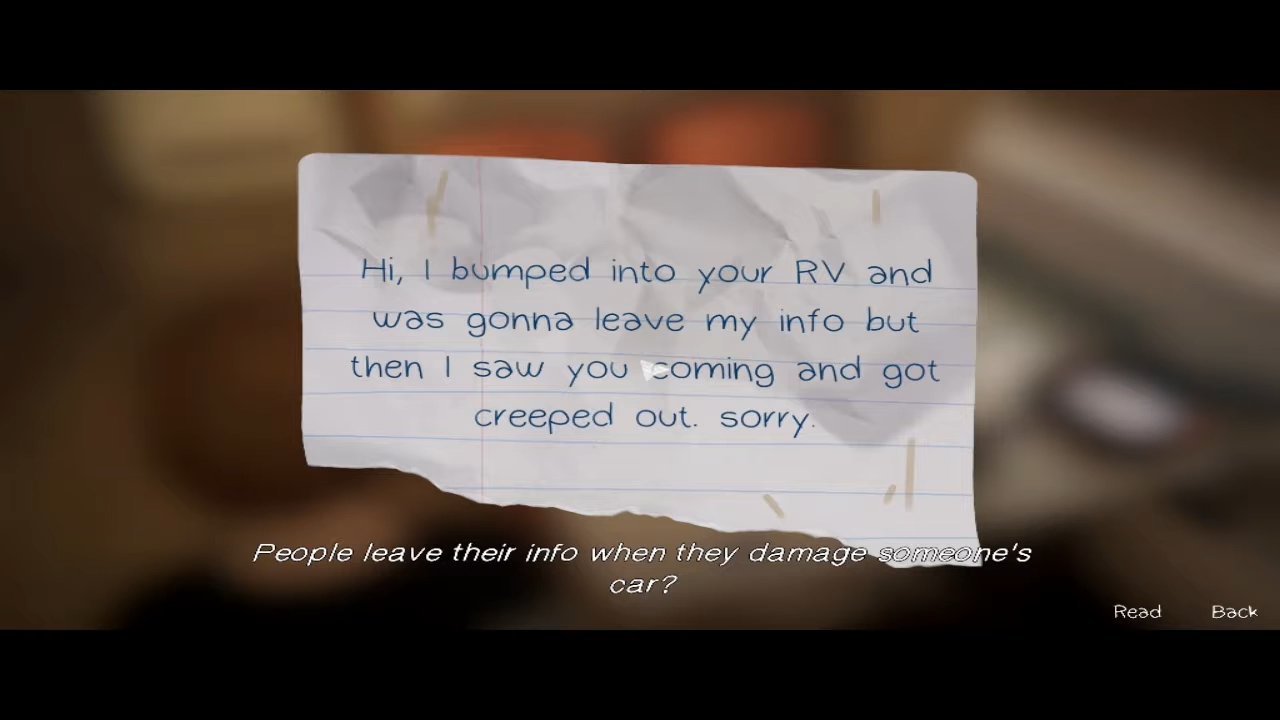 Hi, I bumped into your RV and
was gonna leave my info but
then I saw you coming and got
creeped out. sorry.
People leave their info when they damage someone's
car?
Read
Back